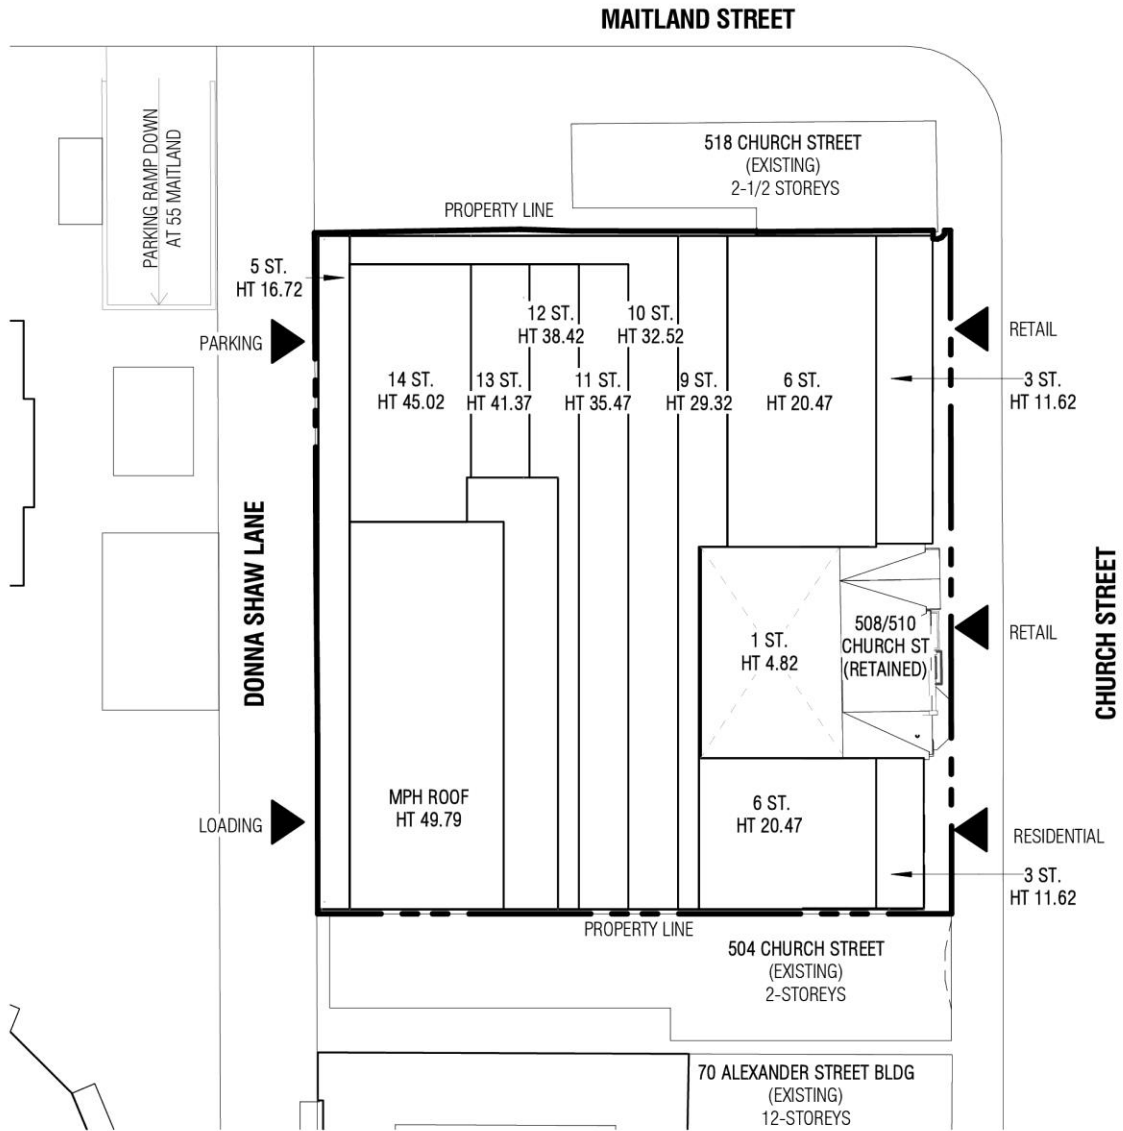 MAITLAND STREET
PARKING RAMP DOWN
AT 55 MAITLAND
518 CHURCH STREET
(EXISTING)
2-1/2 STOREYS
PROPERTY LINE
5 ST.
HT 16.72
PARKING
12 ST.
HT 38.42
10 ST.
HT 32.52
RETAIL
14 ST.
HT 45.02
13 ST.
HT 41.37
11 ST.
HT 35.47
9 ST.
HT 29.32
6 ST.
HT 20.47
3 ST.
HT 11.62
DONNA SHAW LANE
CHURCH STREET
1 ST.
HT 4.82
508/510
CHURCH ST
(RETAINED)
RETAIL
MPH ROOF
HT 49.79
LOADING
6 ST.
HT 20.47
RESIDENTIAL
3 ST.
HT 11.62
PROPERTY LINE
504 CHURCH STREET
(EXISTING)
2-STOREYS
70 ALEXANDER STREET BLDG
(EXISTING)
12-STOREYS